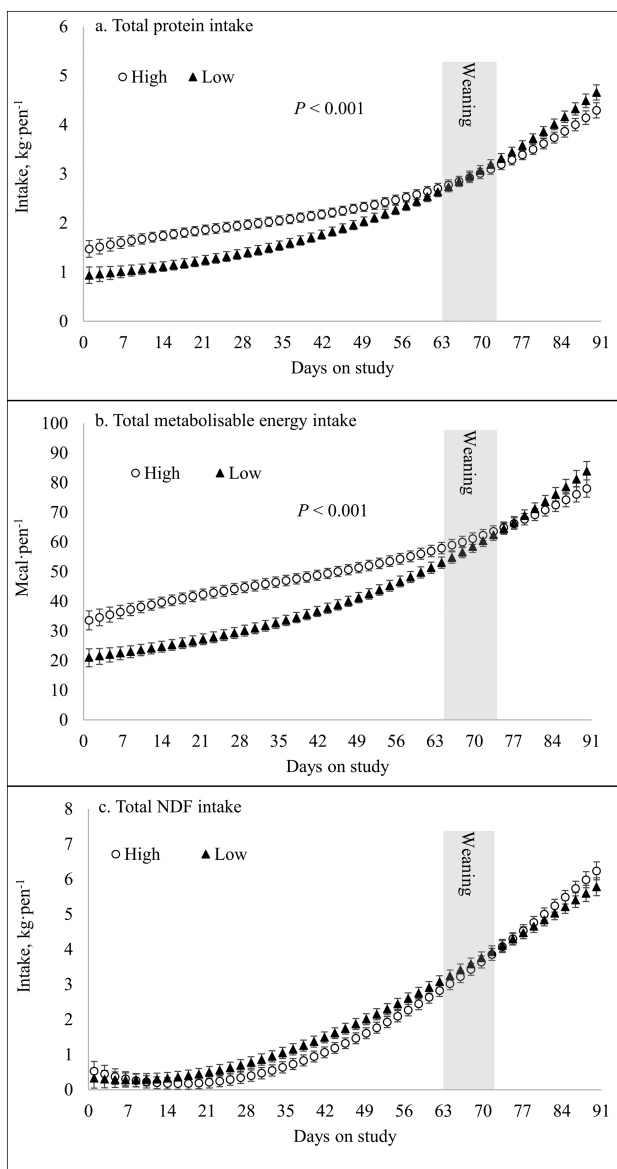 a. Total protein intake
6
5
4
3
2
1
0
Intake, kg·pen⁻¹
High Low
P < 0.001
Weaning
0 7 14 21 28 35 42 49 56 63 70 77 84 91
Days on study
b. Total metabolisable energy intake
100
90
80
70
60
50
40
30
20
10
0
Mcal·pen⁻¹
High Low
P < 0.001
Weaning
0 7 14 21 28 35 42 49 56 63 70 77 84 91
Days on study
c. Total NDF intake
8
7
6
5
4
3
2
1
0
Intake, kg·pen⁻¹
High Low
Weaning
0 7 14 21 28 35 42 49 56 63 70 77 84 91
Days on study